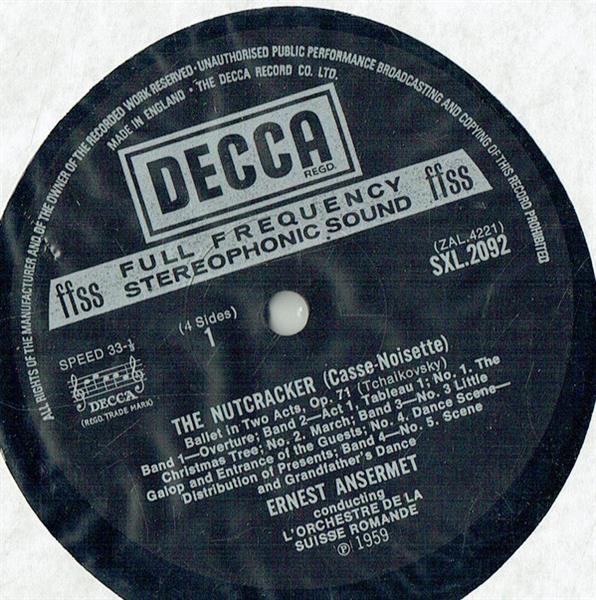 ALL RIGHTS OF THE MANUFACTURER AND OF THE OWNER OF THE RECORDED WORK RESERVED • UNAUTHORISED PUBLIC PERFORMANCE BROADCASTING AND COPYING OF THIS RECORD PROHIBITED
MADE IN ENGLAND • THE DECCA RECORD CO. LTD.
DECCA
REGD.
ffss FULL FREQUENCY ffss
STEREOPHONIC SOUND
(ZAL.4221)
SXL.2092
(4 Sides)
1
SPEED 33-⅓
DECCA
(REGD. TRADE MARK)
THE NUTCRACKER (Casse-Noisette)
Ballet in Two Acts, Op. 71 (Tchaikovsky)
Band 1—Overture; Band 2—Act 1, Tableau 1; No. 1. The
Christmas Tree; No. 2. March; Band 3—No. 3 Little
Galop and Entrance of the Guests; No. 4. Dance Scene—
Distribution of Presents; Band 4—No. 5. Scene
and Grandfather's Dance
ERNEST ANSERMET
conducting
L'ORCHESTRE DE LA
SUISSE ROMANDE
℗ 1959